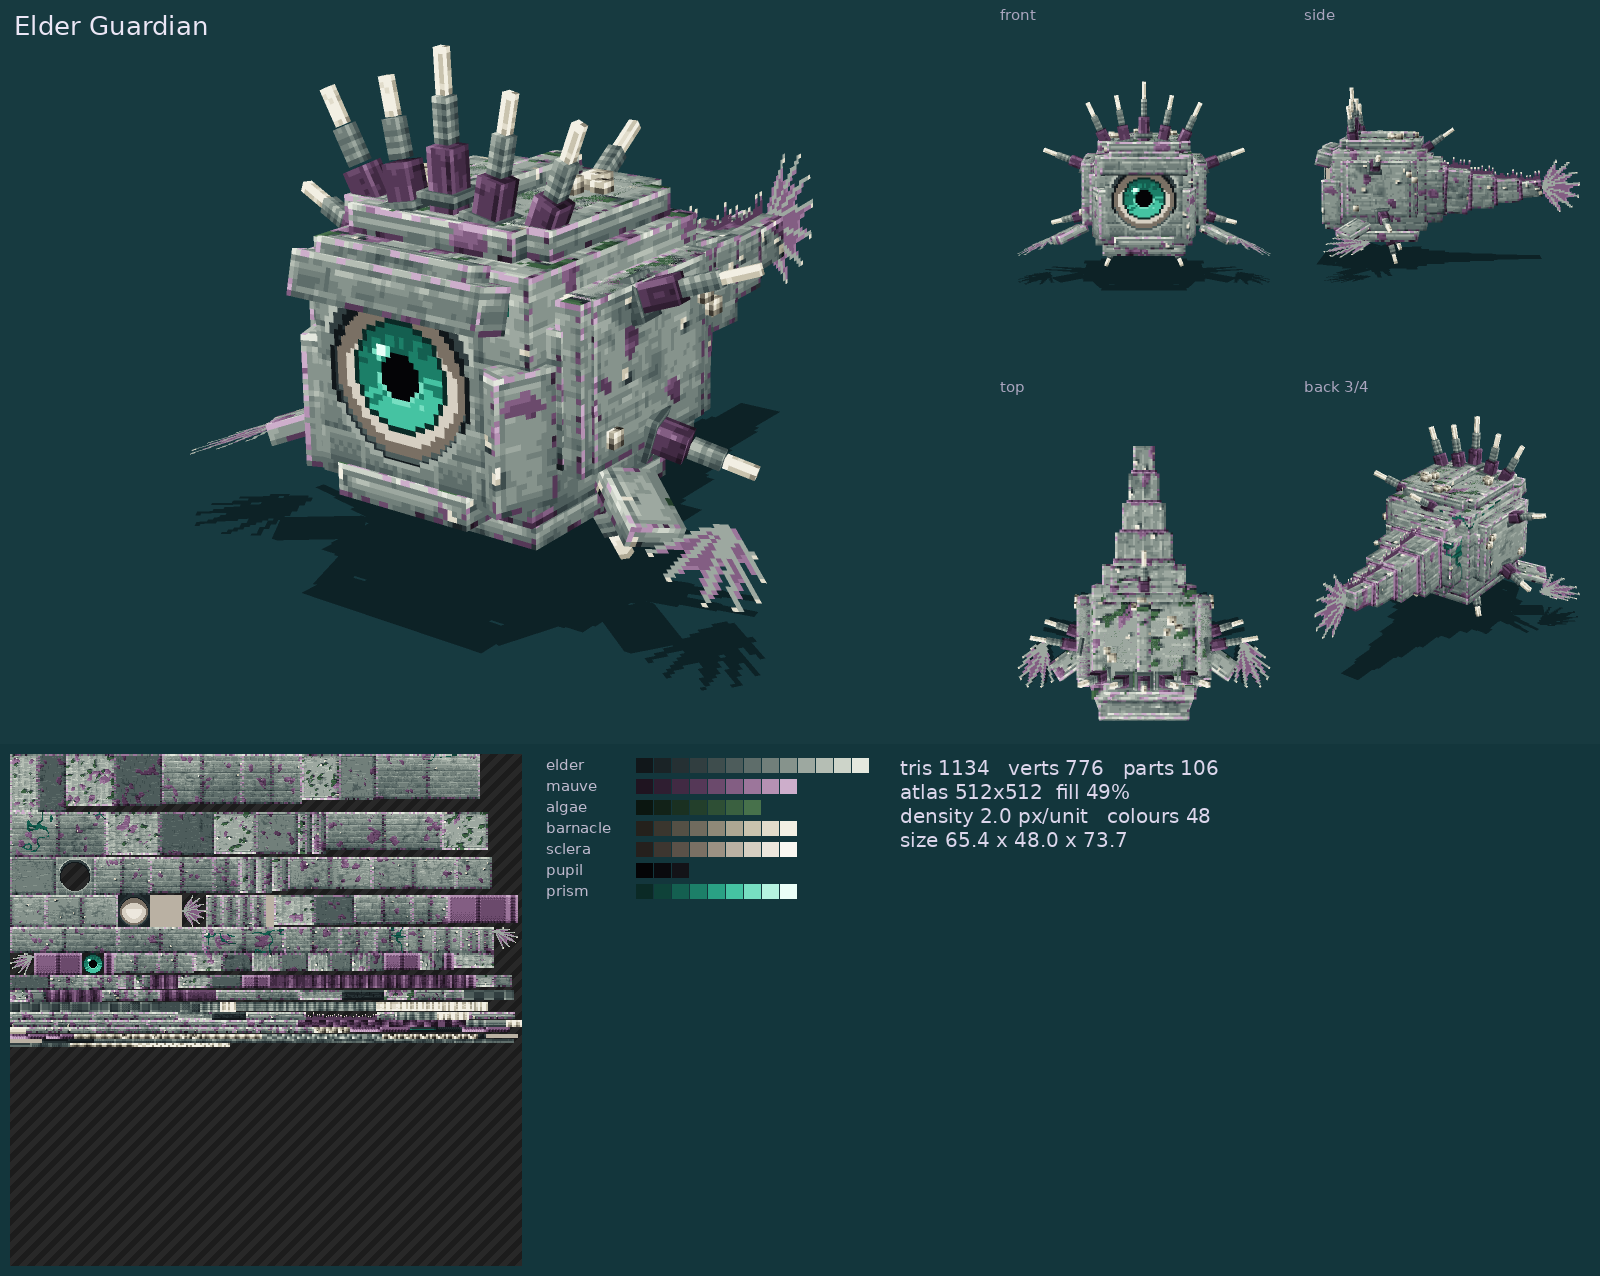 Elder Guardian
front
side
top
back 3/4
elder
mauve
algae
barnacle
sclera
pupil
prism
tris 1134   verts 776   parts 106
atlas 512x512  fill 49%
density 2.0 px/unit   colours 48
size 65.4 x 48.0 x 73.7